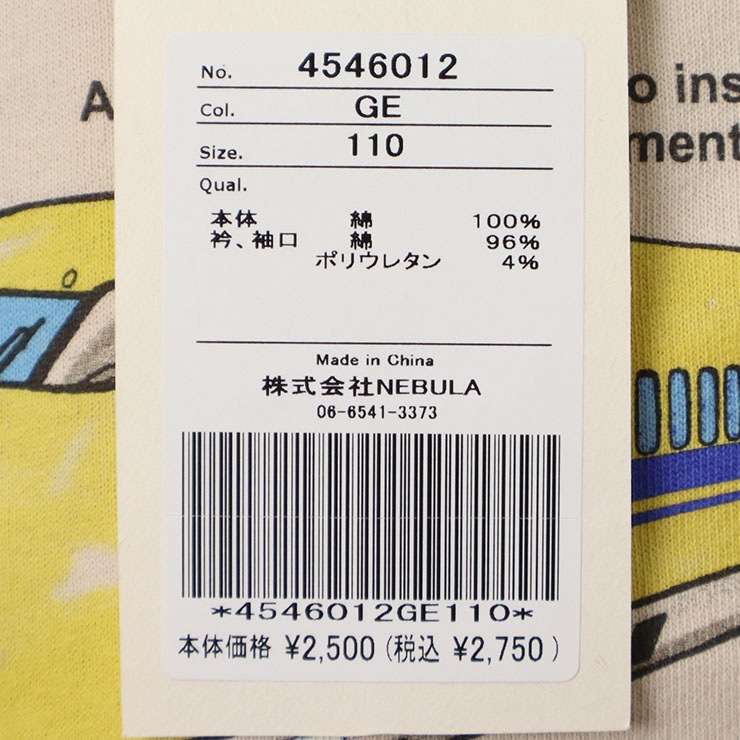 A
o ins
ment
No. 4546012
Col. GE
Size. 110
Qual.
本体 綿 100%
衿、袖口 綿 96%
ポリウレタン 4%
Made in China
株式会社NEBULA
06-6541-3373
*4546012GE110*
本体価格 ¥2,500 (税込 ¥2,750 )